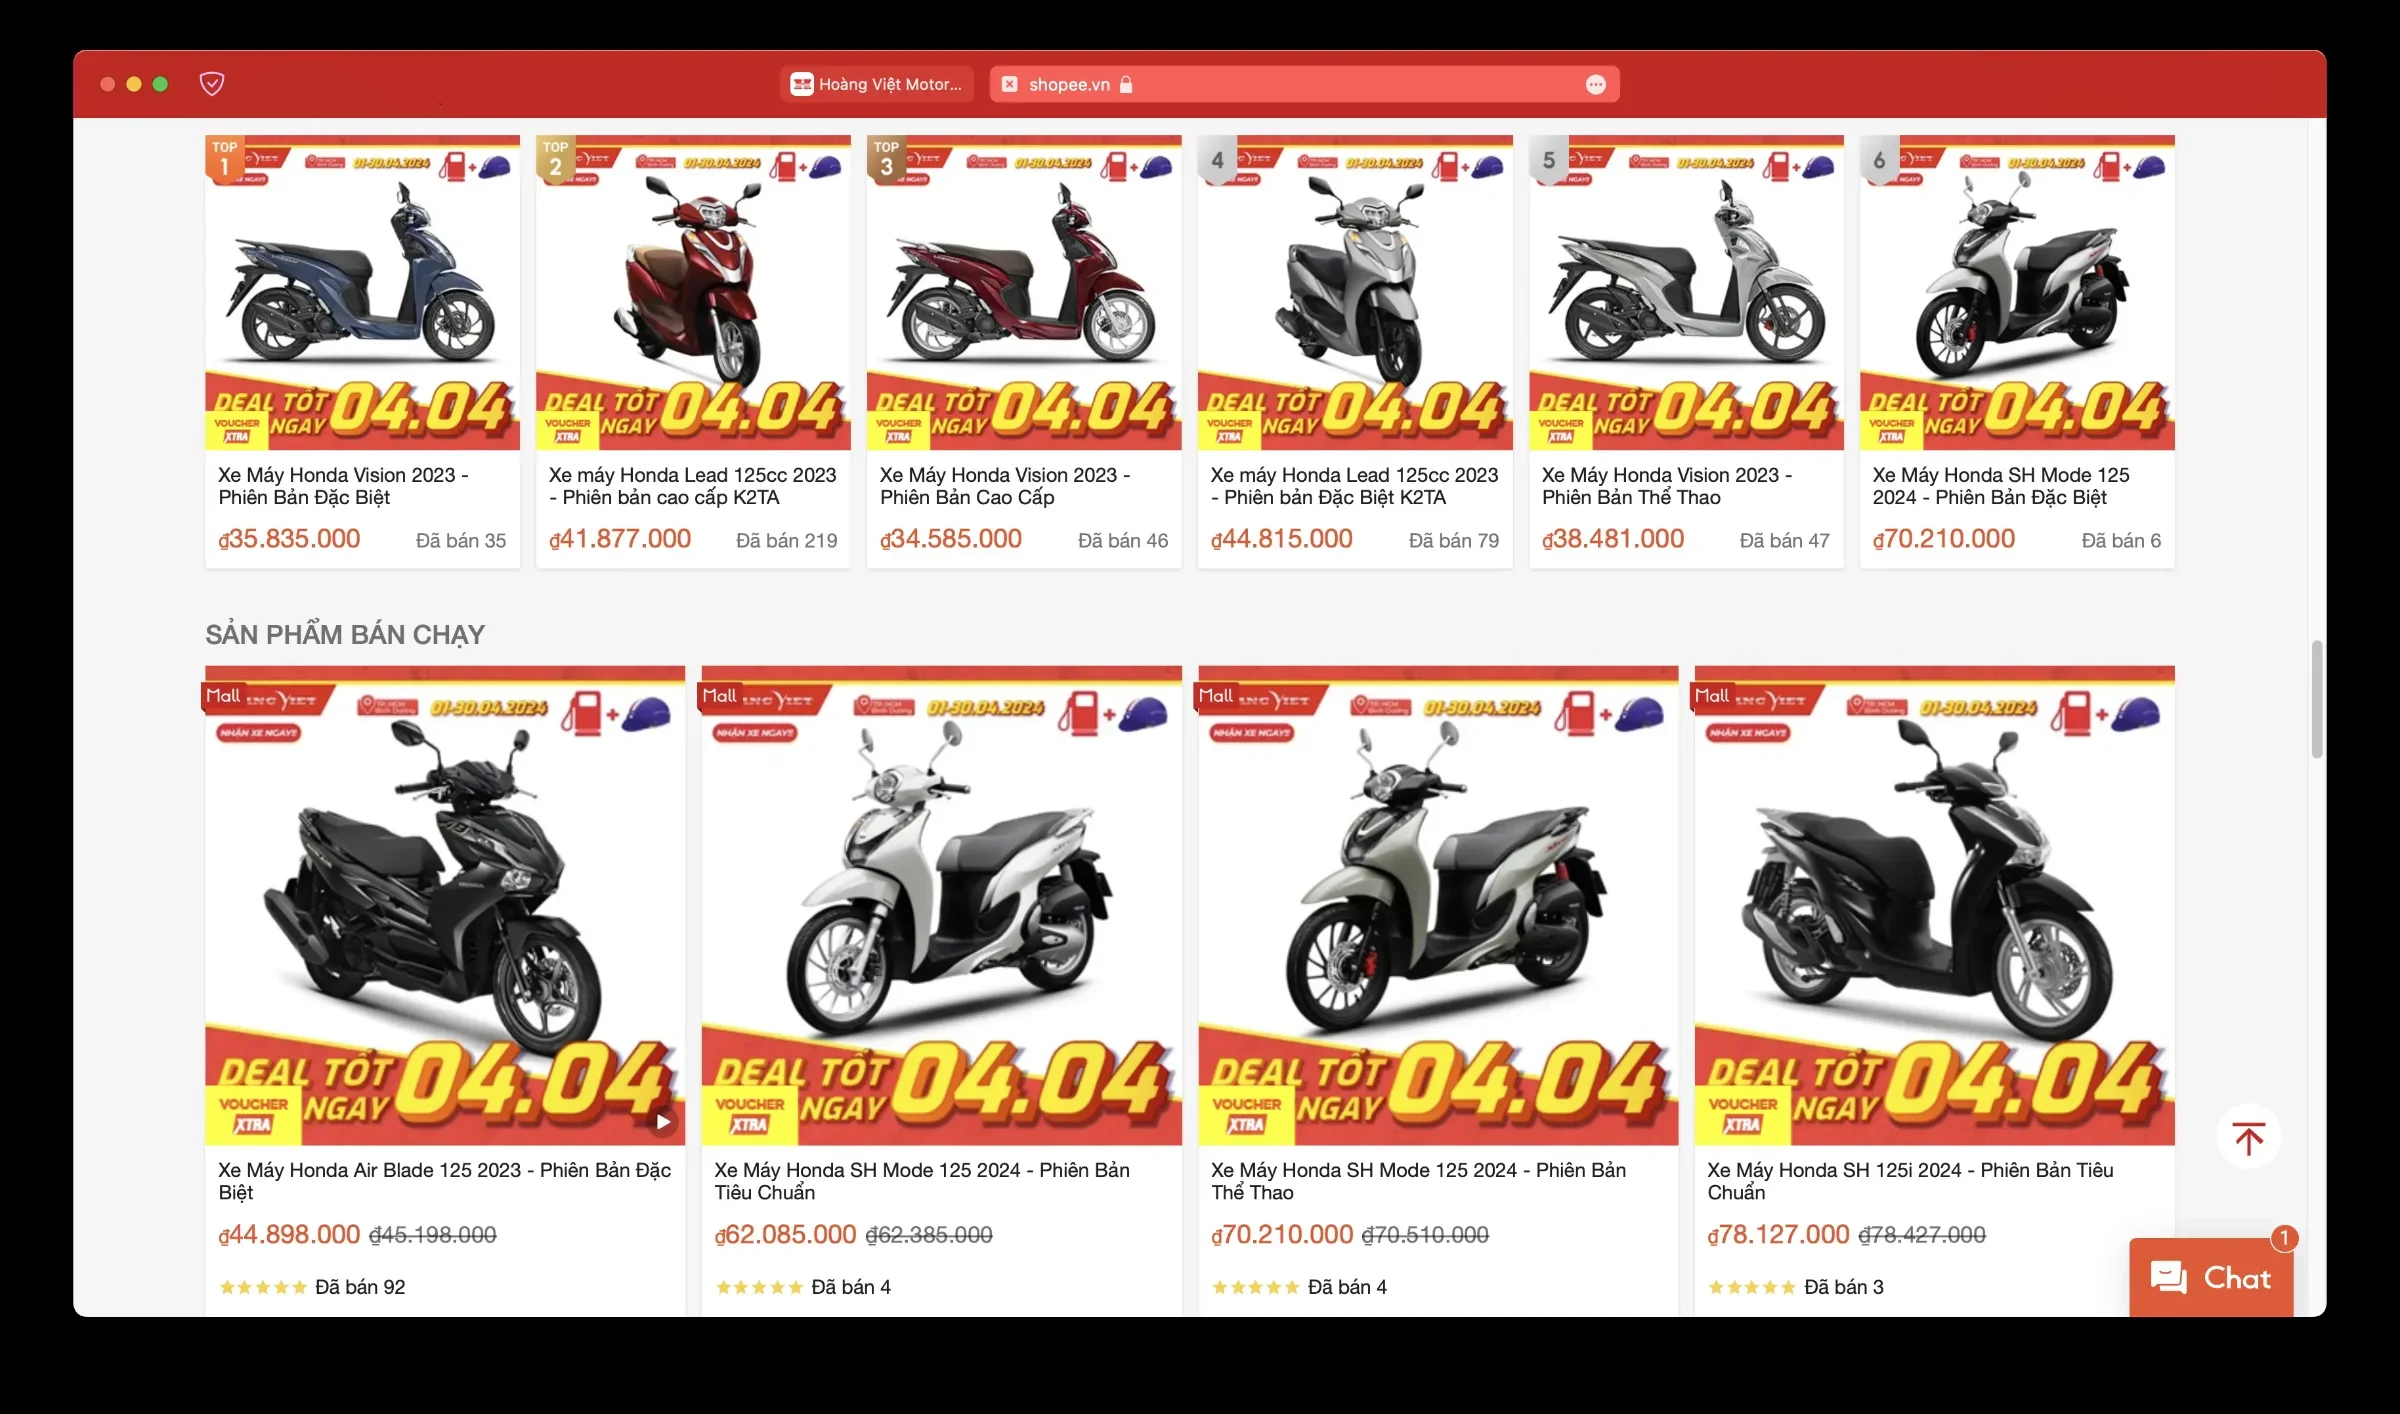 Hoàng Việt Motor...
shopee.vn
TOP
1
01-30.04.2024
DEAL TỐT
NGAY
04.04
VOUCHER
XTRA
Xe Máy Honda Vision 2023 -
Phiên Bản Đặc Biệt
₫35.835.000
Đã bán 35
TOP
2
01-30.04.2024
DEAL TỐT
NGAY
04.04
VOUCHER
XTRA
Xe máy Honda Lead 125cc 2023
- Phiên bản cao cấp K2TA
₫41.877.000
Đã bán 219
TOP
3
01-30.04.2024
DEAL TỐT
NGAY
04.04
VOUCHER
XTRA
Xe Máy Honda Vision 2023 -
Phiên Bản Cao Cấp
₫34.585.000
Đã bán 46
4
01-30.04.2024
DEAL TỐT
NGAY
04.04
VOUCHER
XTRA
Xe máy Honda Lead 125cc 2023
- Phiên bản Đặc Biệt K2TA
₫44.815.000
Đã bán 79
5
01-30.04.2024
DEAL TỐT
NGAY
04.04
VOUCHER
XTRA
Xe Máy Honda Vision 2023 -
Phiên Bản Thể Thao
₫38.481.000
Đã bán 47
6
01-30.04.2024
DEAL TỐT
NGAY
04.04
VOUCHER
XTRA
Xe Máy Honda SH Mode 125
2024 - Phiên Bản Đặc Biệt
₫70.210.000
Đã bán 6
SẢN PHẨM BÁN CHẠY
Mall
TP. HCM
Bình Dương
01-30.04.2024
NHẬN XE NGAY!!
DEAL TỐT
NGAY
04.04
VOUCHER
XTRA
Xe Máy Honda Air Blade 125 2023 - Phiên Bản Đặc
Biệt
₫44.898.000 ₫45.198.000
Đã bán 92
Mall
TP. HCM
Bình Dương
01-30.04.2024
NHẬN XE NGAY!!
DEAL TỐT
NGAY
04.04
VOUCHER
XTRA
Xe Máy Honda SH Mode 125 2024 - Phiên Bản
Tiêu Chuẩn
₫62.085.000 ₫62.385.000
Đã bán 4
Mall
TP. HCM
Bình Dương
01-30.04.2024
NHẬN XE NGAY!!
DEAL TỐT
NGAY
04.04
VOUCHER
XTRA
Xe Máy Honda SH Mode 125 2024 - Phiên Bản
Thể Thao
₫70.210.000 ₫70.510.000
Đã bán 4
Mall
TP. HCM
Bình Dương
01-30.04.2024
NHẬN XE NGAY!!
DEAL TỐT
NGAY
04.04
VOUCHER
XTRA
Xe Máy Honda SH 125i 2024 - Phiên Bản Tiêu
Chuẩn
₫78.127.000 ₫78.427.000
Đã bán 3
1
Chat